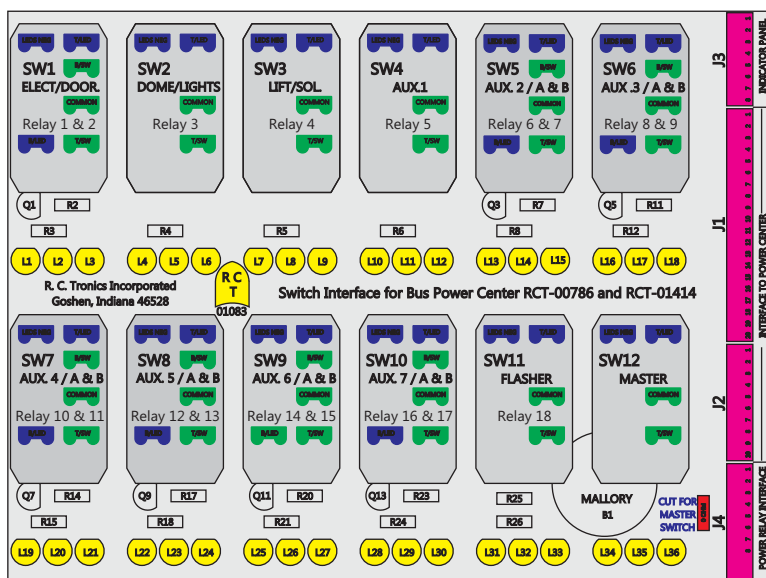 LEDS NEG T/LED LEDS NEG T/LED LEDS NEG T/LED LEDS NEG T/LED LEDS NEG T/LED LEDS NEG T/LED
SW1 B/SW SW2 SW3 SW4 SW5 B/SW SW6 B/SW
ELECT/DOOR. DOME/LIGHTS LIFT/SOL. AUX.1 AUX. 2 / A & B AUX .3 / A & B
COMMON COMMON COMMON COMMON COMMON COMMON
Relay 1 & 2 Relay 3 Relay 4 Relay 5 Relay 6 & 7 Relay 8 & 9
B/LED T/SW T/SW T/SW T/SW B/LED T/SW B/LED T/SW
Q1 R2 Q3 R7 Q5 R11
R3 R4 R5 R6 R8 R12
L1 L2 L3 L4 L5 L6 L7 L8 L9 L10 L11 L12 L13 L14 L15 L16 L17 L18
R. C. Tronics Incorporated
Goshen, Indiana 46528
R C
T
01083
Switch Interface for Bus Power Center RCT-00786 and RCT-01414
LEDS NEG T/LED LEDS NEG T/LED LEDS NEG T/LED LEDS NEG T/LED LEDS NEG T/LED LEDS NEG T/LED
SW7 B/SW SW8 B/SW SW9 B/SW SW10 B/SW SW11 SW12
AUX. 4 / A & B AUX. 5 / A & B AUX. 6 / A & B AUX. 7 / A & B FLASHER MASTER
COMMON COMMON COMMON COMMON COMMON COMMON
Relay 10 & 11 Relay 12 & 13 Relay 14 & 15 Relay 16 & 17 Relay 18
B/LED T/SW B/LED T/SW B/LED T/SW B/LED T/SW T/SW T/SW
Q7 R14 Q9 R17 Q11 R20 Q13 R23 R25
R15 R18 R21 R24 R26
MALLORY
B1
CUT FOR
MASTER
SWITCH
L19 L20 L21 L22 L23 L24 L25 L26 L27 L28 L29 L30 L31 L32 L33 L34 L35 L36
J3
INDICATOR PANEL
J1
INTERFACE TO POWER CENTER
J2
J4
POWER RELAY INTERFACE